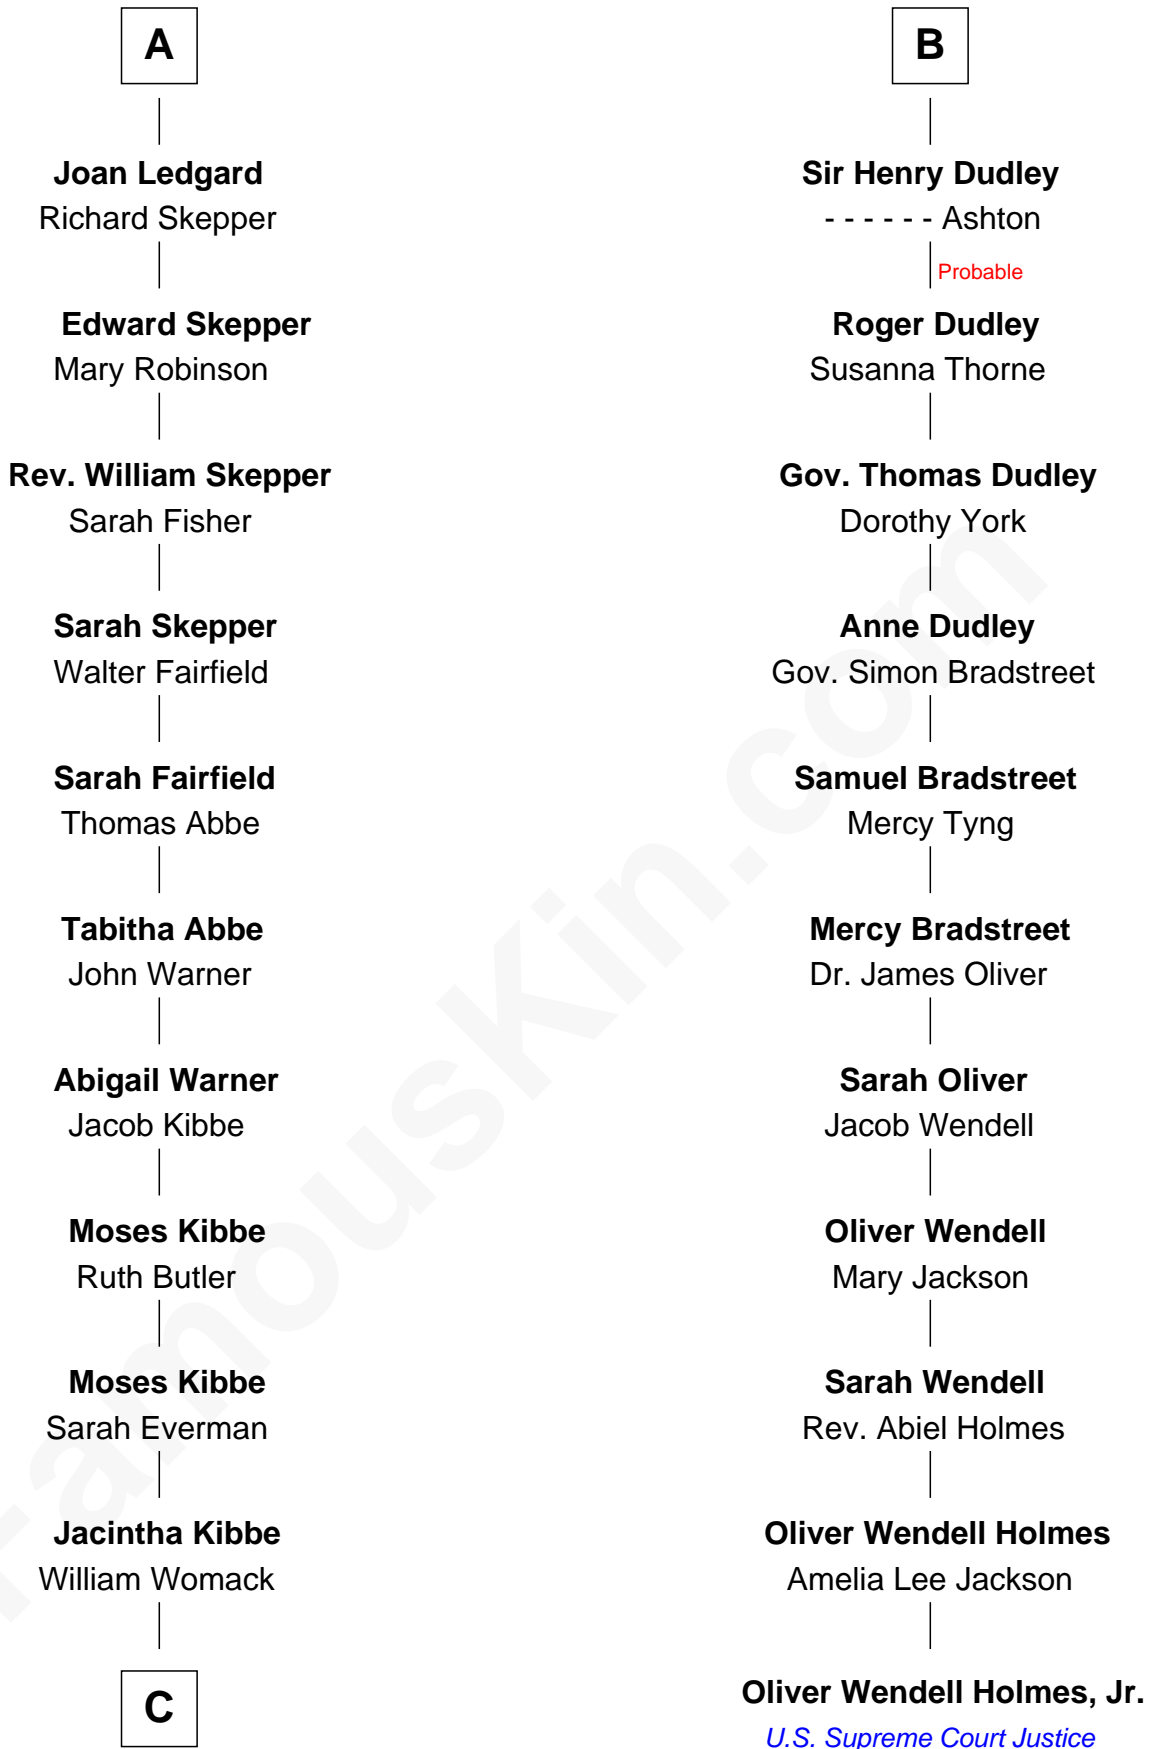 A
Joan Ledgard
Richard Skepper
Edward Skepper
Mary Robinson
Rev. William Skepper
Sarah Fisher
Sarah Skepper
Walter Fairfield
Sarah Fairfield
Thomas Abbe
Tabitha Abbe
John Warner
Abigail Warner
Jacob Kibbe
Moses Kibbe
Ruth Butler
Moses Kibbe
Sarah Everman
Jacintha Kibbe
William Womack
C
B
Sir Henry Dudley
- - - - - - Ashton
Probable
Roger Dudley
Susanna Thorne
Gov. Thomas Dudley
Dorothy York
Anne Dudley
Gov. Simon Bradstreet
Samuel Bradstreet
Mercy Tyng
Mercy Bradstreet
Dr. James Oliver
Sarah Oliver
Jacob Wendell
Oliver Wendell
Mary Jackson
Sarah Wendell
Rev. Abiel Holmes
Oliver Wendell Holmes
Amelia Lee Jackson
Oliver Wendell Holmes, Jr.
U.S. Supreme Court Justice
FamousKin.com